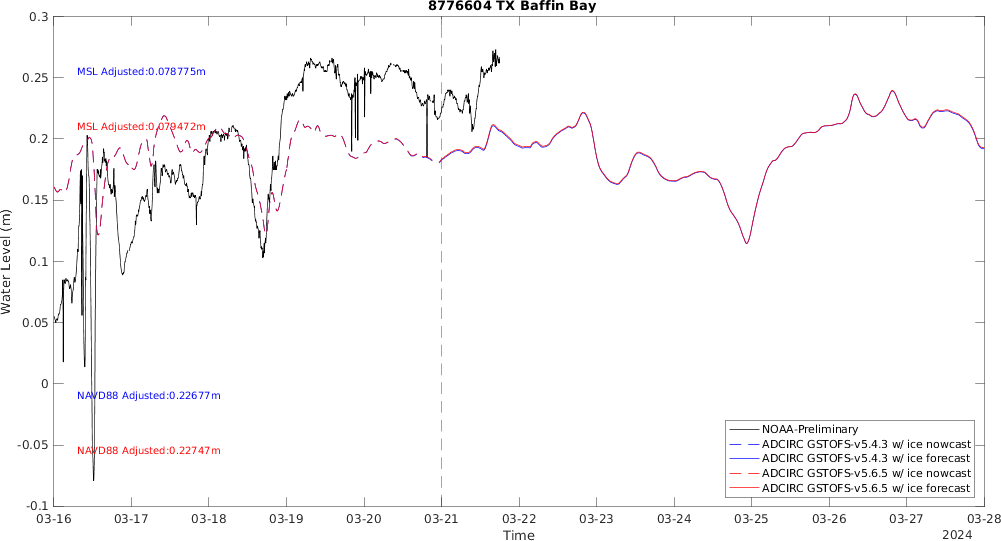 8776604 TX Baffin Bay
0.3
0.25
0.2
0.15
0.1
0.05
0
-0.05
-0.1
Water Level (m)
MSL Adjusted:0.078775m
MSL Adjusted:0.079472m
NAVD88 Adjusted:0.22677m
NAVD88 Adjusted:0.22747m
NOAA-Preliminary
ADCIRC GSTOFS-v5.4.3 w/ ice nowcast
ADCIRC GSTOFS-v5.4.3 w/ ice forecast
ADCIRC GSTOFS-v5.6.5 w/ ice nowcast
ADCIRC GSTOFS-v5.6.5 w/ ice forecast
03-16 03-17 03-18 03-19 03-20 03-21 03-22 03-23 03-24 03-25 03-26 03-27 03-28
Time
2024